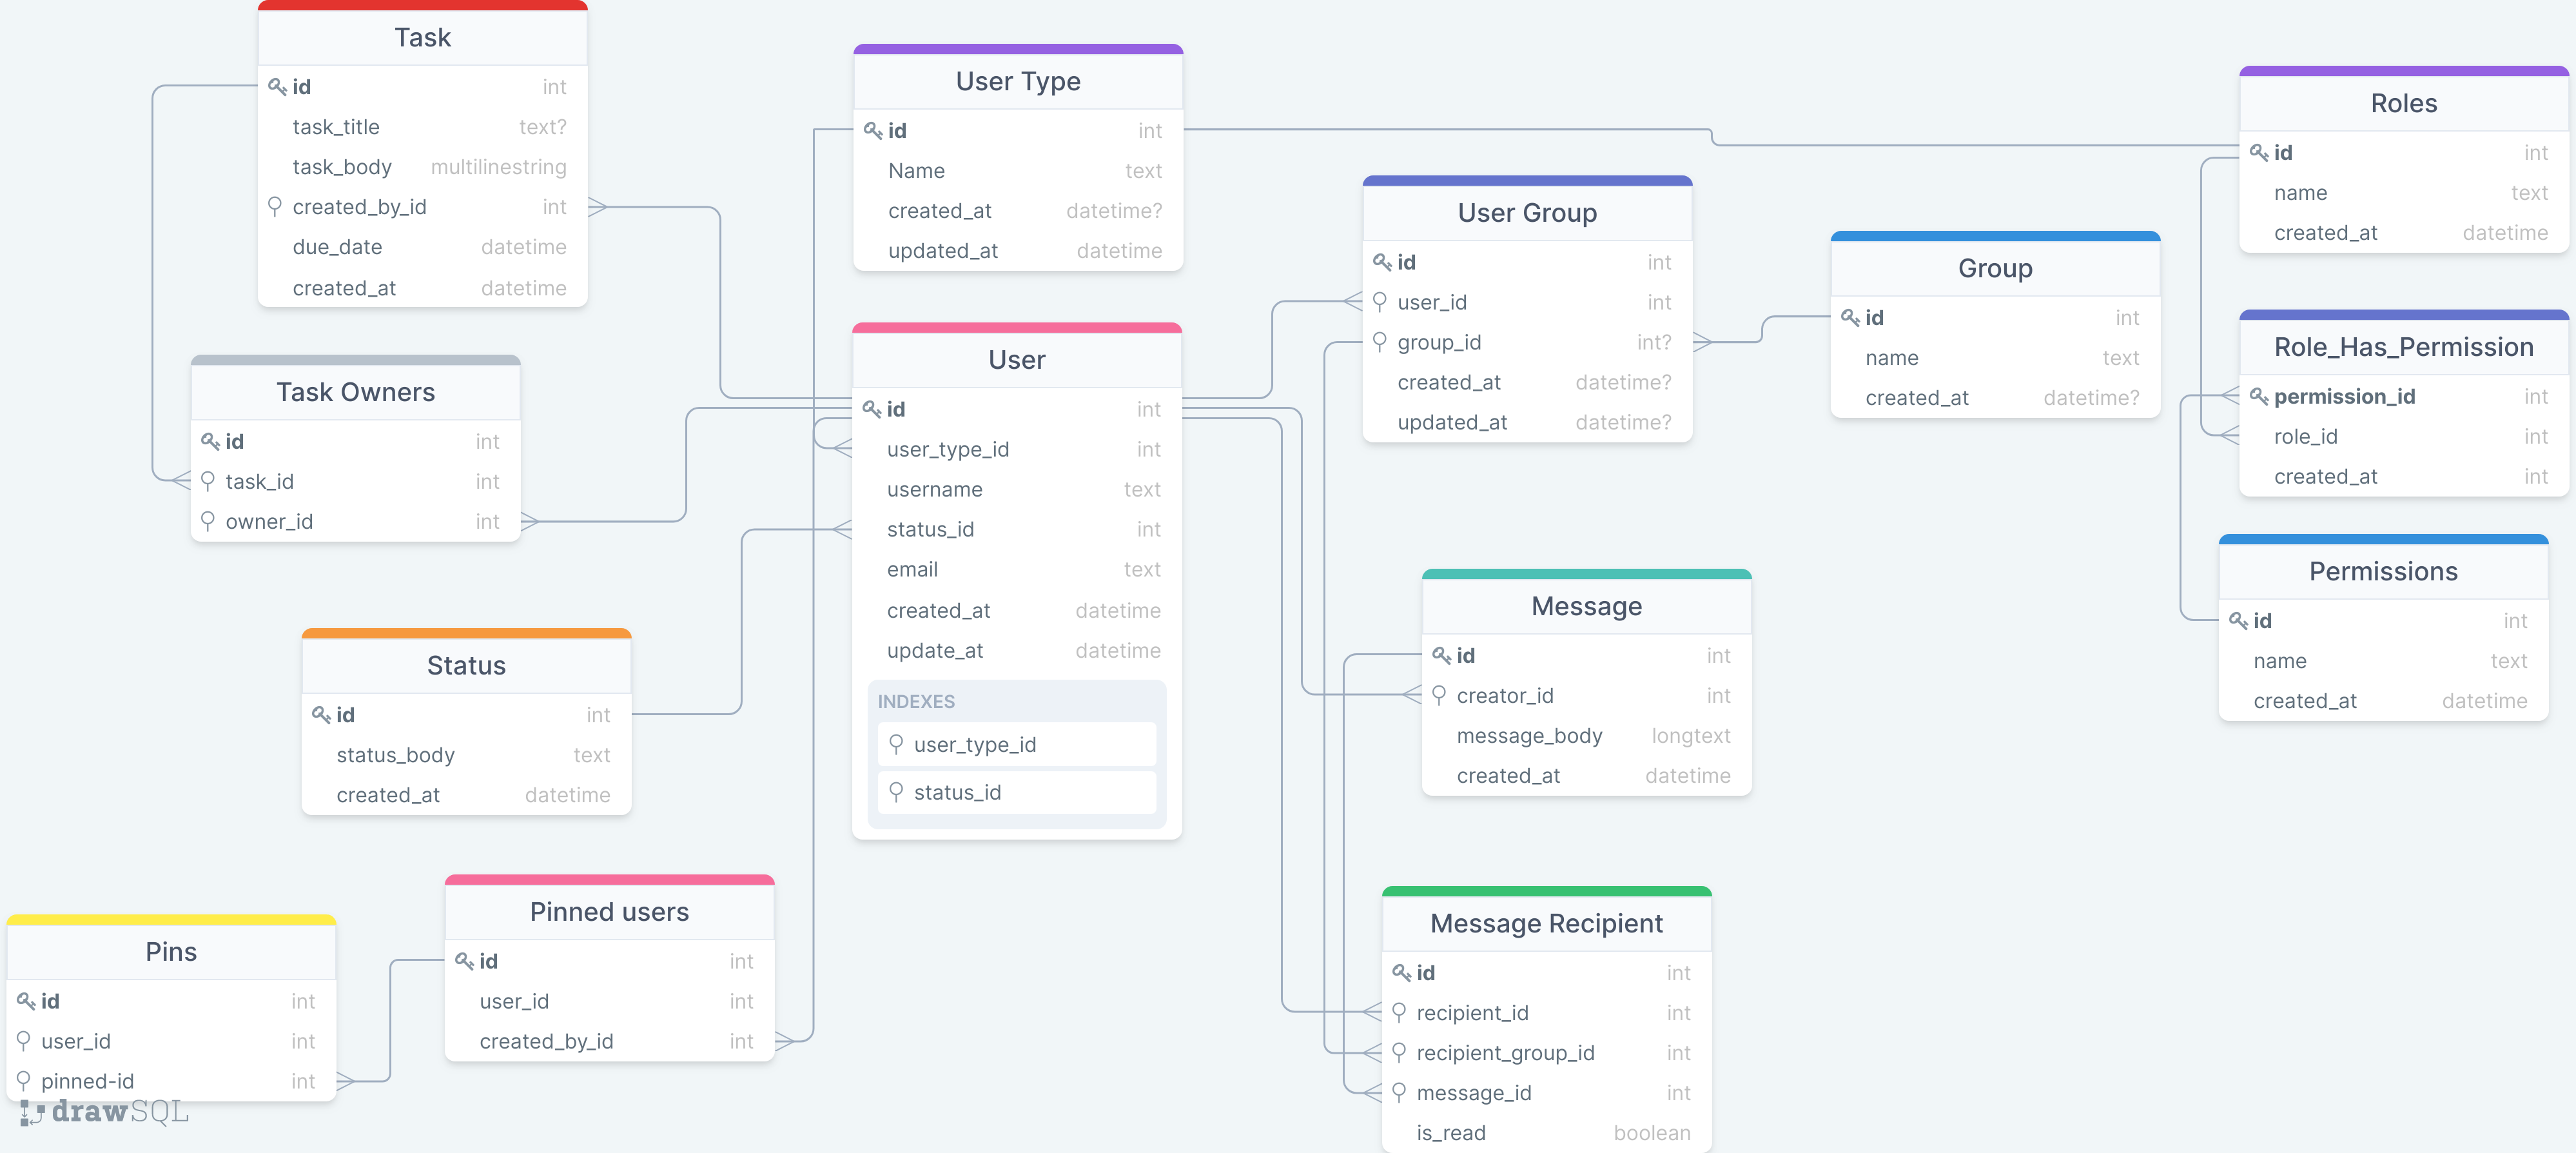 Task
id int
task_title text?
task_body multilinestring
created_by_id int
due_date datetime
created_at datetime
User Type
id int
Name text
created_at datetime?
updated_at datetime
Roles
id int
name text
created_at datetime
User Group
id int
user_id int
group_id int?
created_at datetime?
updated_at datetime?
Group
id int
name text
created_at datetime?
Role_Has_Permission
permission_id int
role_id int
created_at int
Task Owners
id int
task_id int
owner_id int
User
id int
user_type_id int
username text
status_id int
email text
created_at datetime
update_at datetime
INDEXES
user_type_id
status_id
Permissions
id int
name text
created_at datetime
Message
id int
creator_id int
message_body longtext
created_at datetime
Status
id int
status_body text
created_at datetime
Pinned users
id int
user_id int
created_by_id int
Pins
id int
user_id int
pinned-id int
Message Recipient
id int
recipient_id int
recipient_group_id int
message_id int
is_read boolean
drawSQL